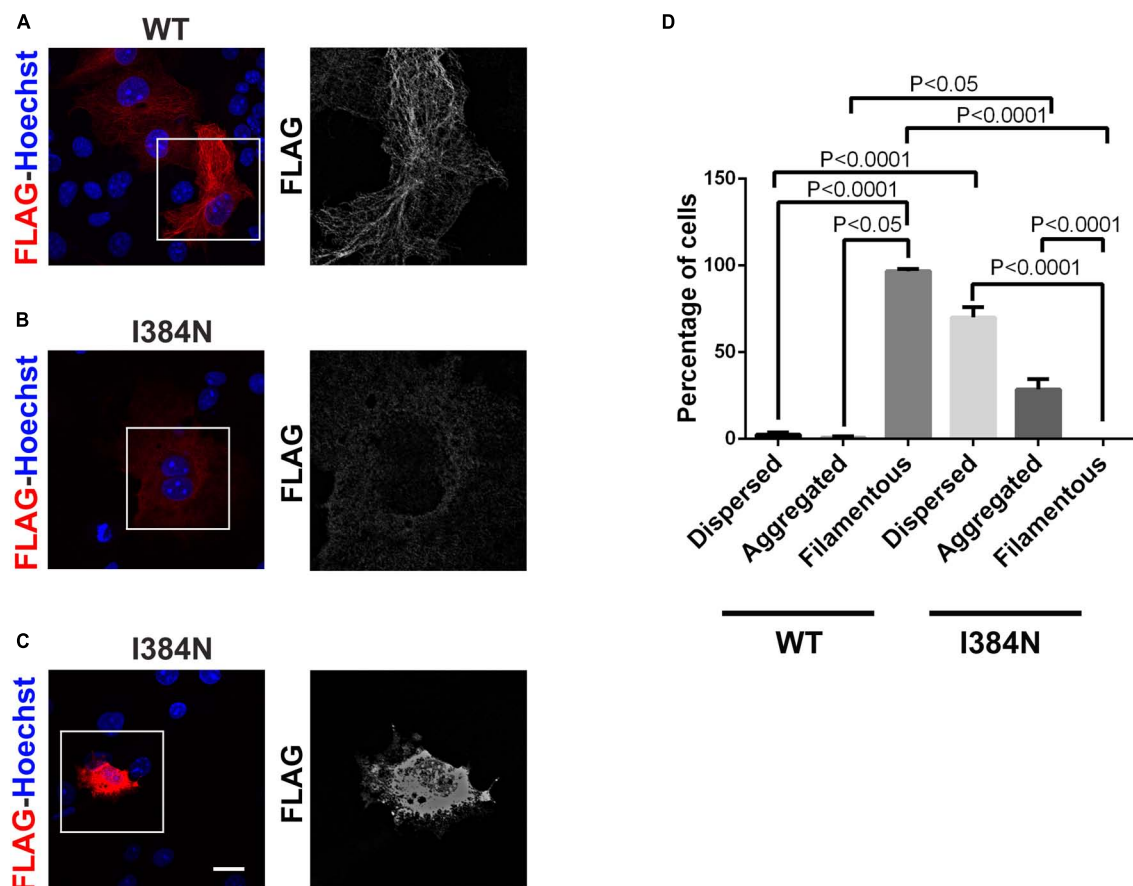 A
WT
FLAG-Hoechst
FLAG
B
I384N
FLAG-Hoechst
FLAG
C
I384N
FLAG-Hoechst
FLAG
D
P<0.05
P<0.0001
P<0.0001
P<0.0001
P<0.05
P<0.0001
P<0.0001
Percentage of cells
150
100
50
0
Dispersed
Aggregated
Filamentous
Dispersed
Aggregated
Filamentous
WT
I384N